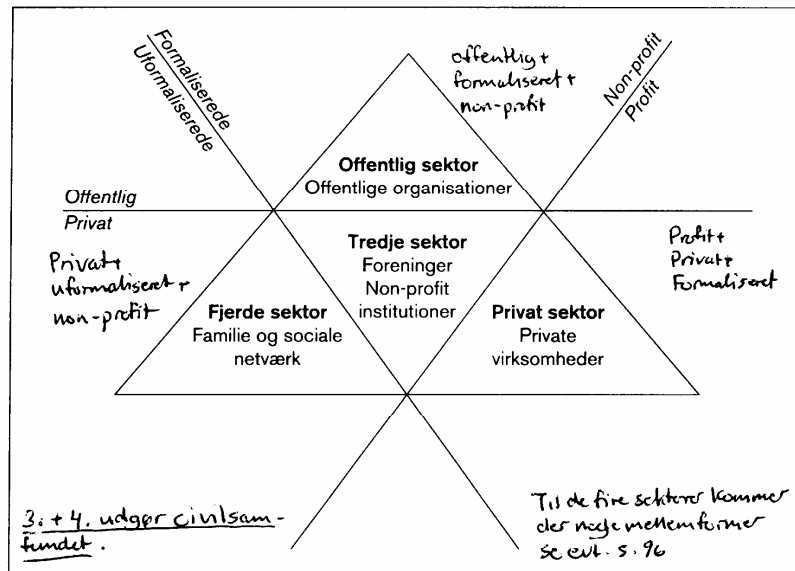 Formaliserede
Uformaliserede
offentlig+
formaliseret+
non-profit
Non-profit
Profit
Offentlig sektor
Offentlige organisationer
Offentlig
Privat
Privat+
uformaliseret+
non-profit
Tredje sektor
Foreninger
Non-profit
institutioner
Profit+
Privat+
Formaliseret
Fjerde sektor
Familie og sociale
netværk
Privat sektor
Private
virksomheder
3. + 4. udgør civilsam-
fundet.
Til de fire sektorer kommer
der nogle mellemformer
se evt. s. 96